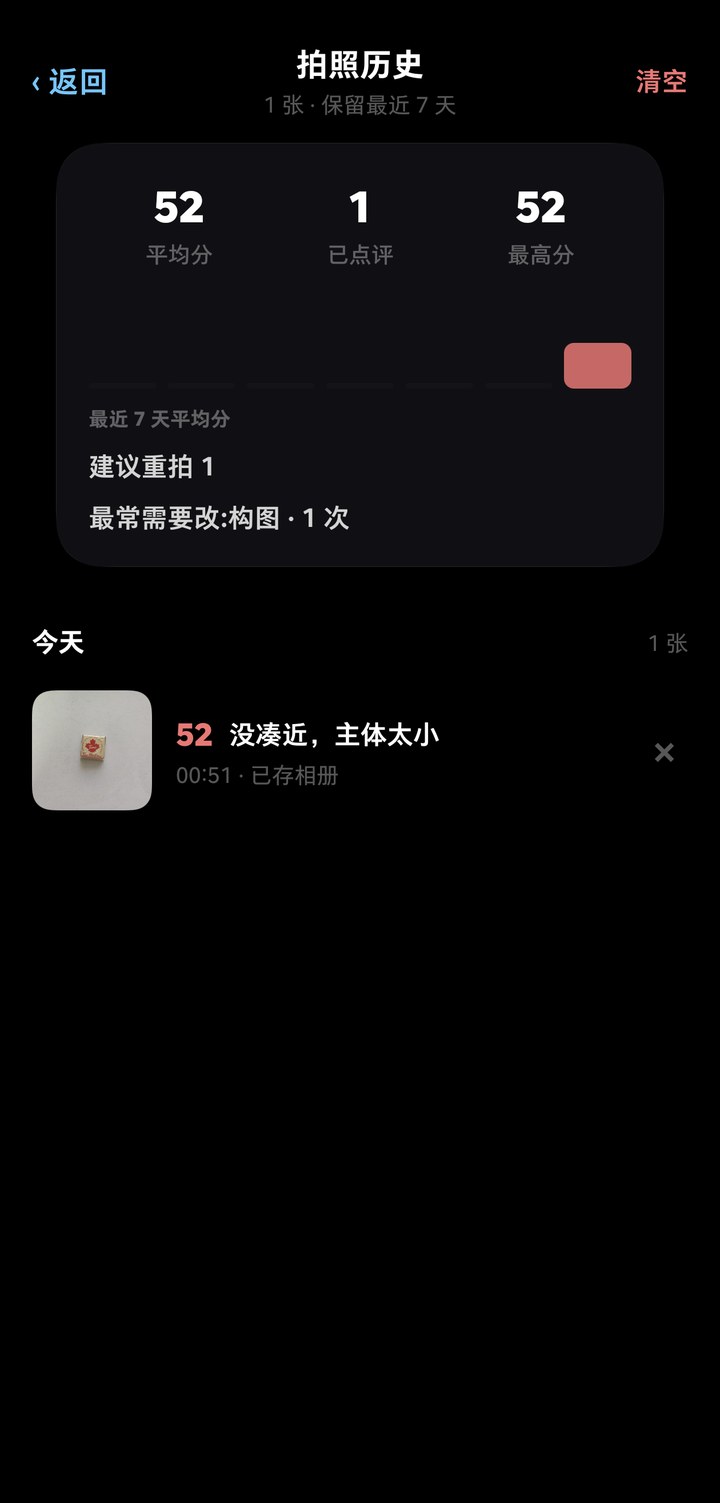 ‹ 返回
拍照历史
清空
1 张 · 保留最近 7 天
52
1
52
平均分
已点评
最高分
最近 7 天平均分
建议重拍 1
最常需要改:构图 · 1 次
今天
1 张
52 没凑近，主体太小
00:51 · 已存相册
×